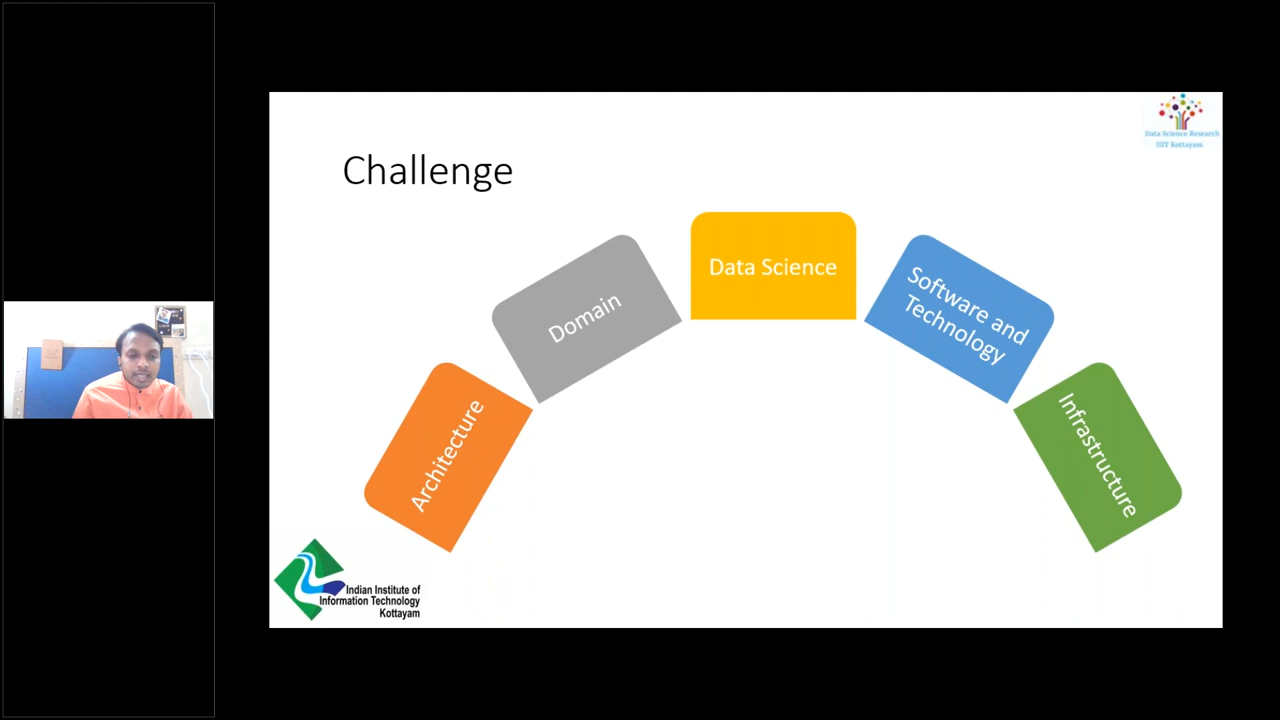 Data Science Research
IIIT Kottayam
Challenge
Architecture
Domain
Data Science
Software and
Technology
Infrastructure
Indian Institute of
Information Technology
Kottayam